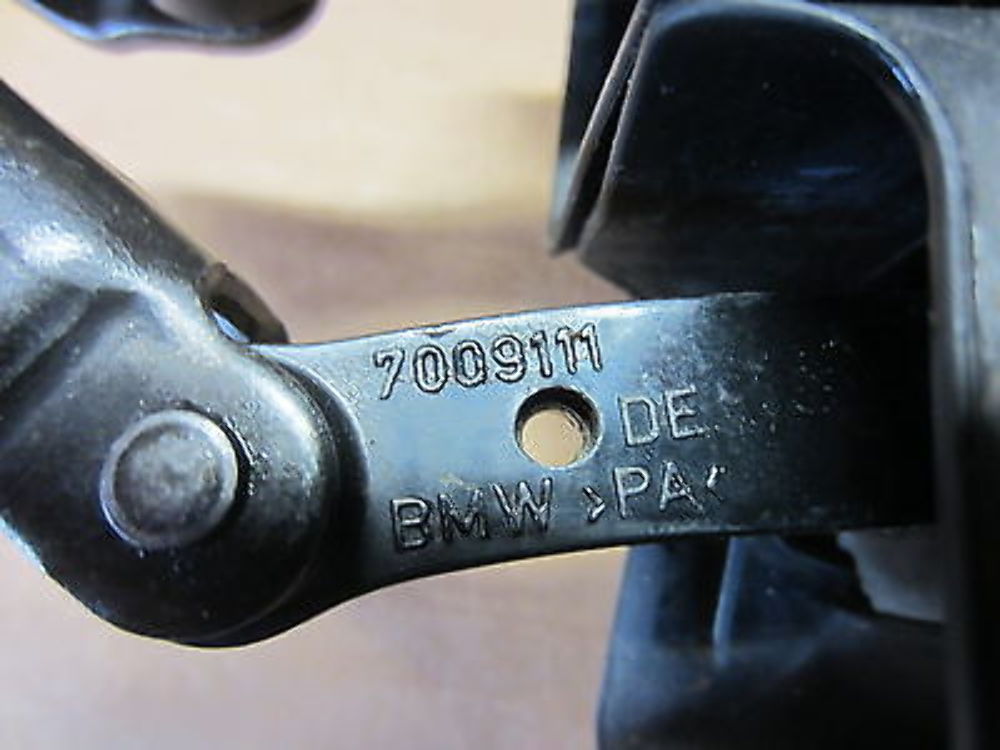 7009111
DE
BMW >PA<